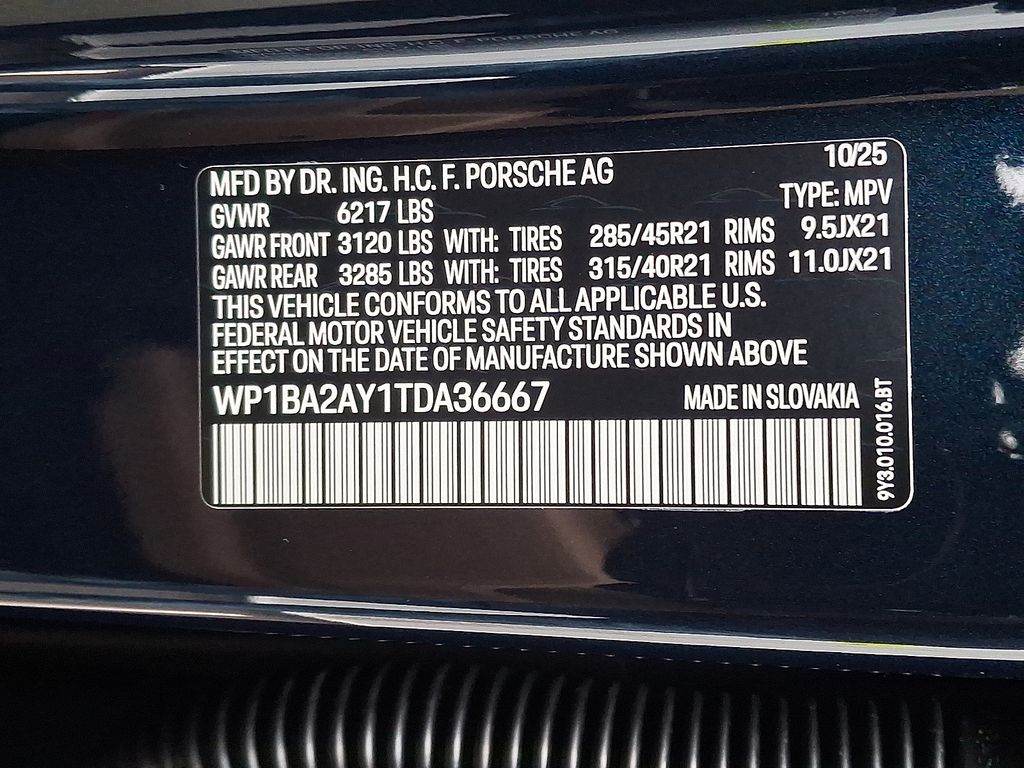 MFD BY DR. ING. H.C. F. PORSCHE AG 10/25
GVWR 6217 LBS TYPE: MPV
GAWR FRONT 3120 LBS WITH: TIRES 285/45R21 RIMS 9.5JX21
GAWR REAR 3285 LBS WITH: TIRES 315/40R21 RIMS 11.0JX21
THIS VEHICLE CONFORMS TO ALL APPLICABLE U.S.
FEDERAL MOTOR VEHICLE SAFETY STANDARDS IN
EFFECT ON THE DATE OF MANUFACTURE SHOWN ABOVE
WP1BA2AY1TDA36667 MADE IN SLOVAKIA
9Y3.010.016.BT